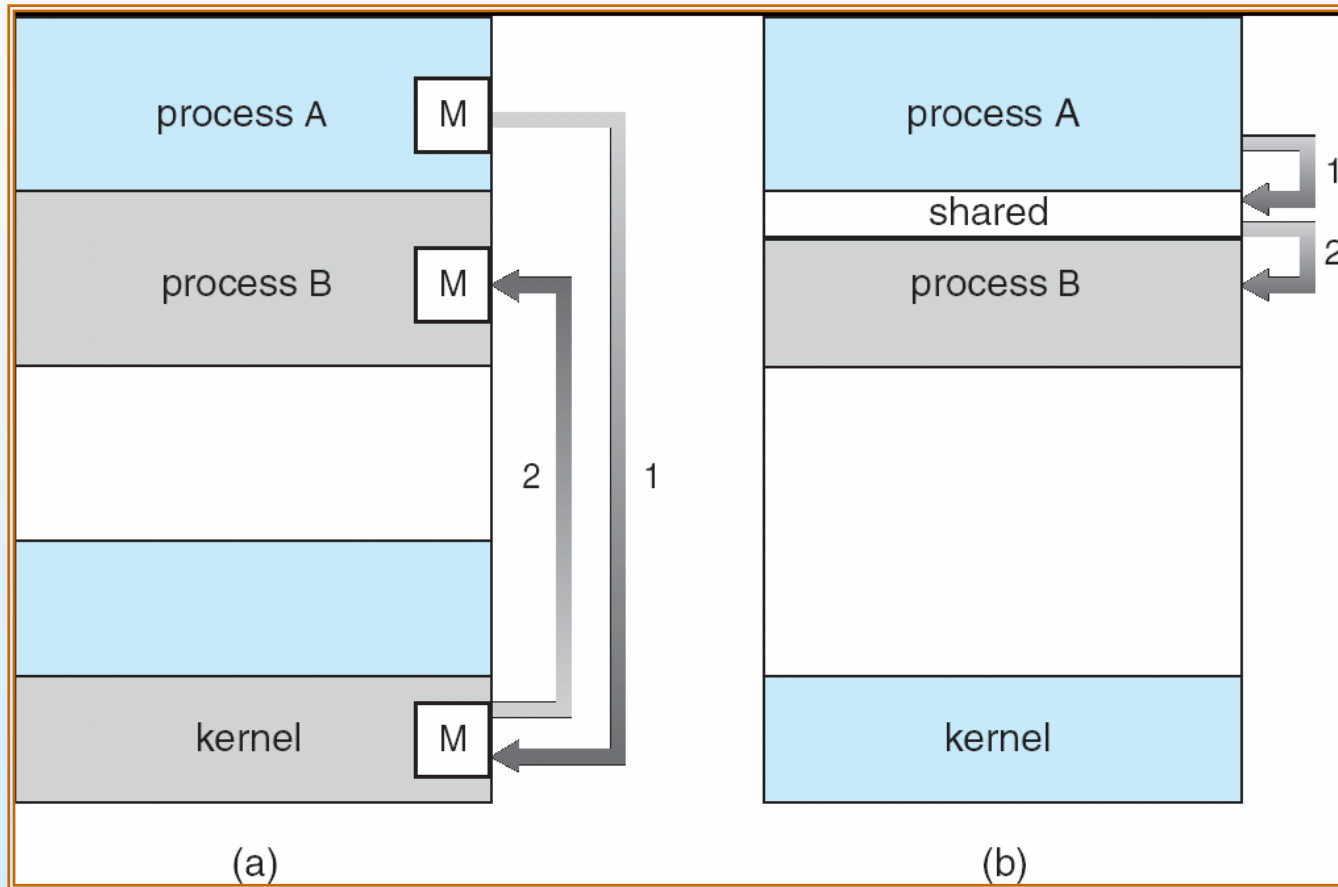 process A
M
process B
M
2
1
kernel
M
(a)
process A
1
shared
2
process B
kernel
(b)